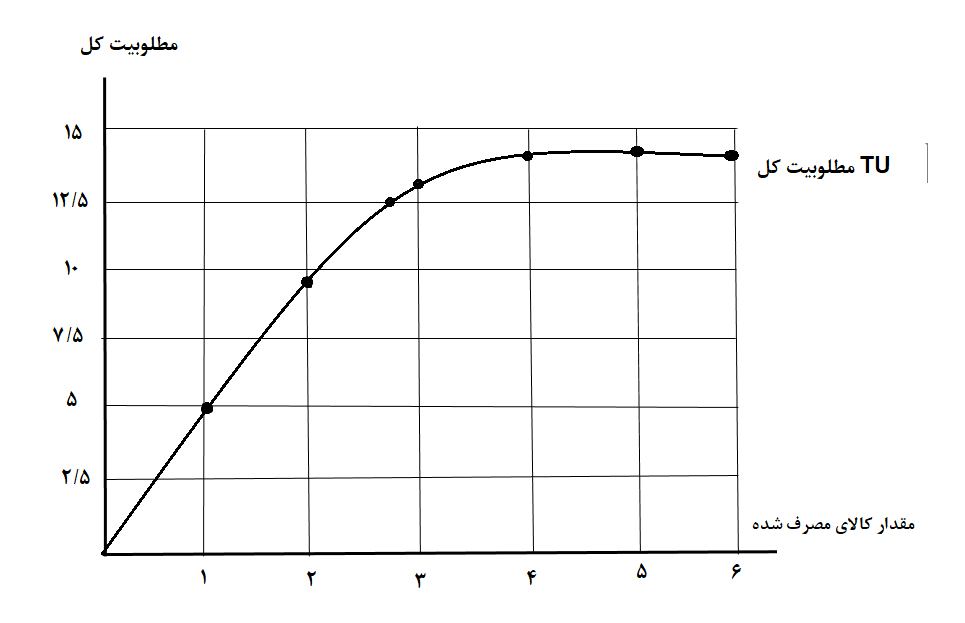 مطلوبیت کل
۱۵
۱۲/۵
۱۰
۷/۵
۵
۲/۵
TU مطلوبیت کل
مقدار کالای مصرف شده
۱ ۲ ۳ ۴ ۵ ۶